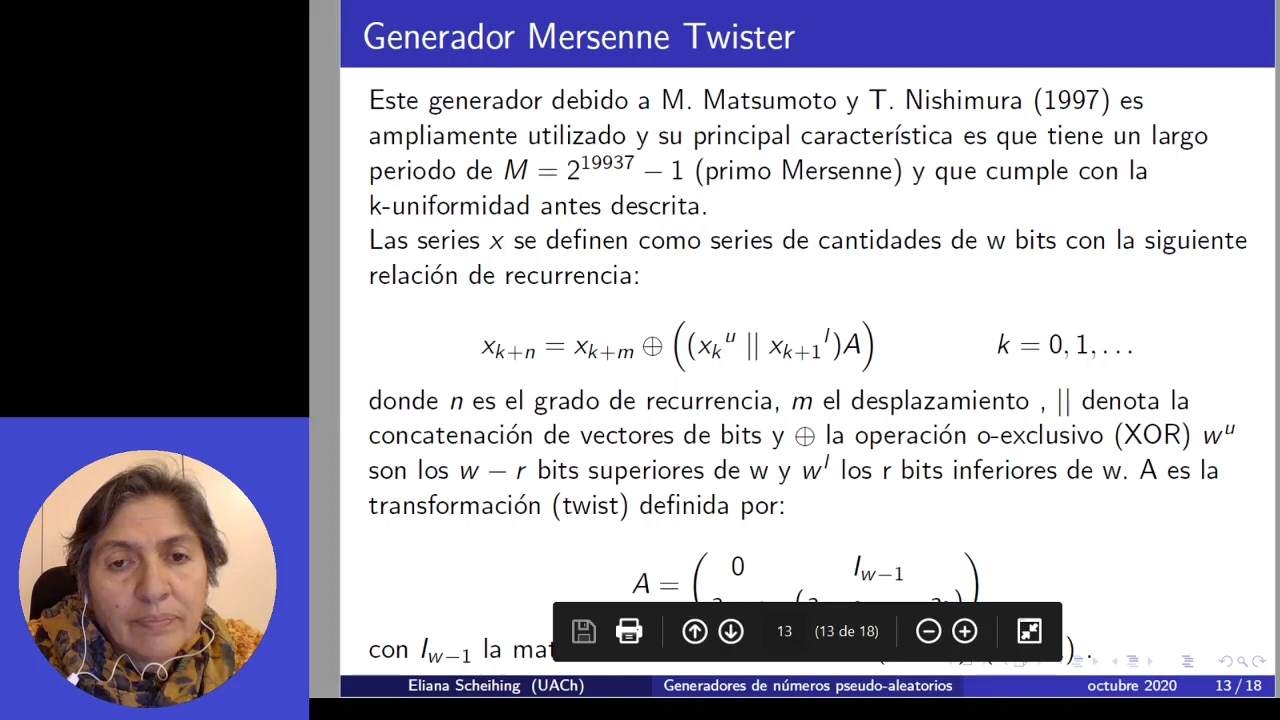 Generador Mersenne Twister
Este generador debido a M. Matsumoto y T. Nishimura (1997) es
ampliamente utilizado y su principal característica es que tiene un largo
periodo de M = 2^19937 − 1 (primo Mersenne) y que cumple con la
k-uniformidad antes descrita.
Las series x se definen como series de cantidades de w bits con la siguiente
relación de recurrencia:
x_{k+n} = x_{k+m} ⊕ ((x_k^u || x_{k+1}^l)A) k = 0, 1, . . .
donde n es el grado de recurrencia, m el desplazamiento , || denota la
concatenación de vectores de bits y ⊕ la operación o-exclusivo (XOR) w^u
son los w − r bits superiores de w y w^l los r bits inferiores de w. A es la
transformación (twist) definida por:
A = ( 0 I_{w−1} )
con I_{w−1} la
13 (13 de 18)
Eliana Scheihing (UACh) Generadores de números pseudo-aleatorios octubre 2020 13 / 18